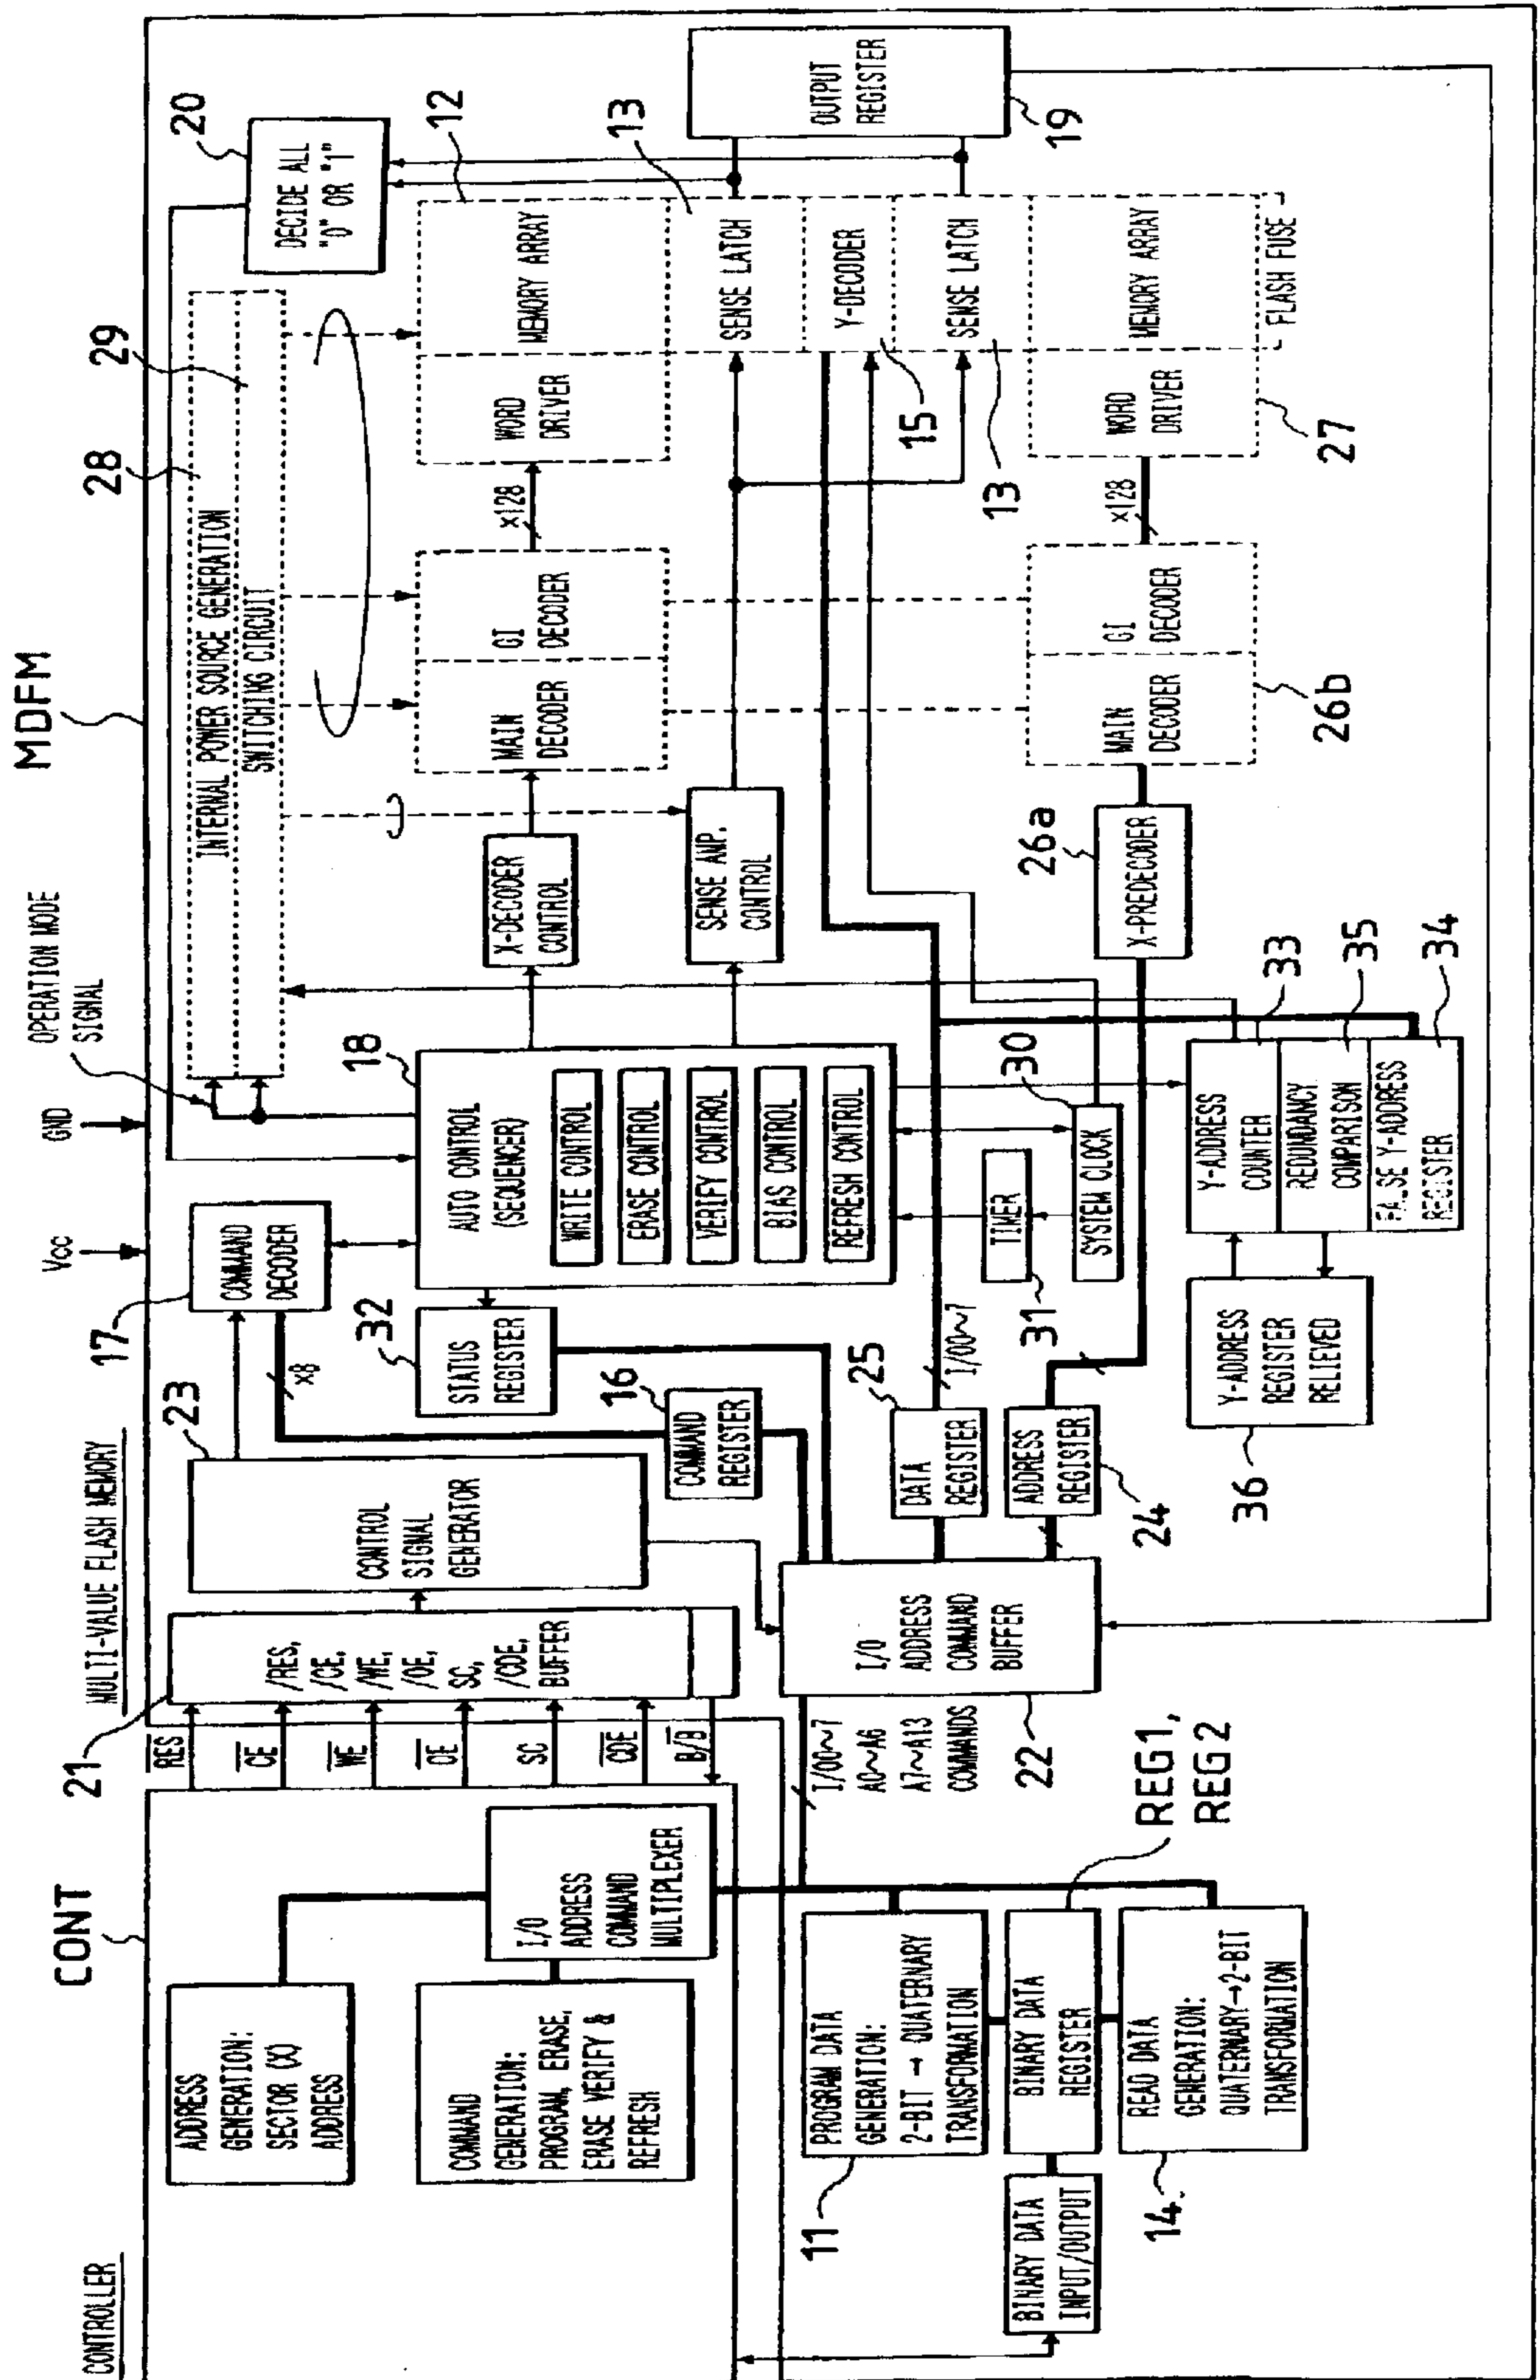 CONTROLLER
CONT
MULTI-VALUE FLASH MEMORY
MDFM
Vcc
GND
OPERATION MODE
SIGNAL
ADDRESS
GENERATION:
SECTOR (X)
ADDRESS
COMMAND
GENERATION:
PROGRAM, ERASE,
ERASE VERIFY &
REFRESH
I/O
ADDRESS
COMMAND
MULTIPLEXER
RES
CE
WE
OE
SC
CDE
B/B
21
/RES,
/CE,
/WE,
/OE,
SC,
/CDE,
BUFFER
23
CONTROL
SIGNAL
GENERATOR
17
COMMAND
DECODER
×8
32
STATUS
REGISTER
16
COMMAND
REGISTER
18
AUTO CONTROL
(SEQUENCER)
WRITE CONTROL
ERASE CONTROL
VERIFY CONTROL
BIAS CONTROL
REFRESH CONTROL
28
29
INTERNAL POWER SOURCE GENERATION
SWITCHING CIRCUIT
20
DECIDE ALL
"0" OR "1"
X-DECODER
CONTROL
SENSE AMP.
CONTROL
MAIN
DECODER
GI
DECODER
×128
WORD
DRIVER
MEMORY ARRAY
12
SENSE LATCH
13
Y-DECODER
15
SENSE LATCH
13
OUTPUT
REGISTER
19
MAIN
DECODER
GI
DECODER
26b
×128
WORD
DRIVER
27
MEMORY ARRAY
FLASH FUSE
26a
X-PREDECODER
11
PROGRAM DATA
GENERATION:
2-BIT → QUATERNARY
TRANSFORMATION
BINARY DATA
INPUT/OUTPUT
BINARY DATA
REGISTER
REG1,
REG2
14
READ DATA
GENERATION:
QUATERNARY→2-BIT
TRANSFORMATION
I/O0~7
A0~A6
A7~A13
COMMANDS
I/O
ADDRESS
COMMAND
BUFFER
22
25
DATA
REGISTER
I/O0~7
ADDRESS
REGISTER
24
31
TIMER
30
SYSTEM CLOCK
36
Y-ADDRESS
REGISTER
RELIEVED
Y-ADDRESS
COUNTER
33
REDUNDANCY
COMPARISON
35
FALSE Y-ADDRESS
REGISTER
34